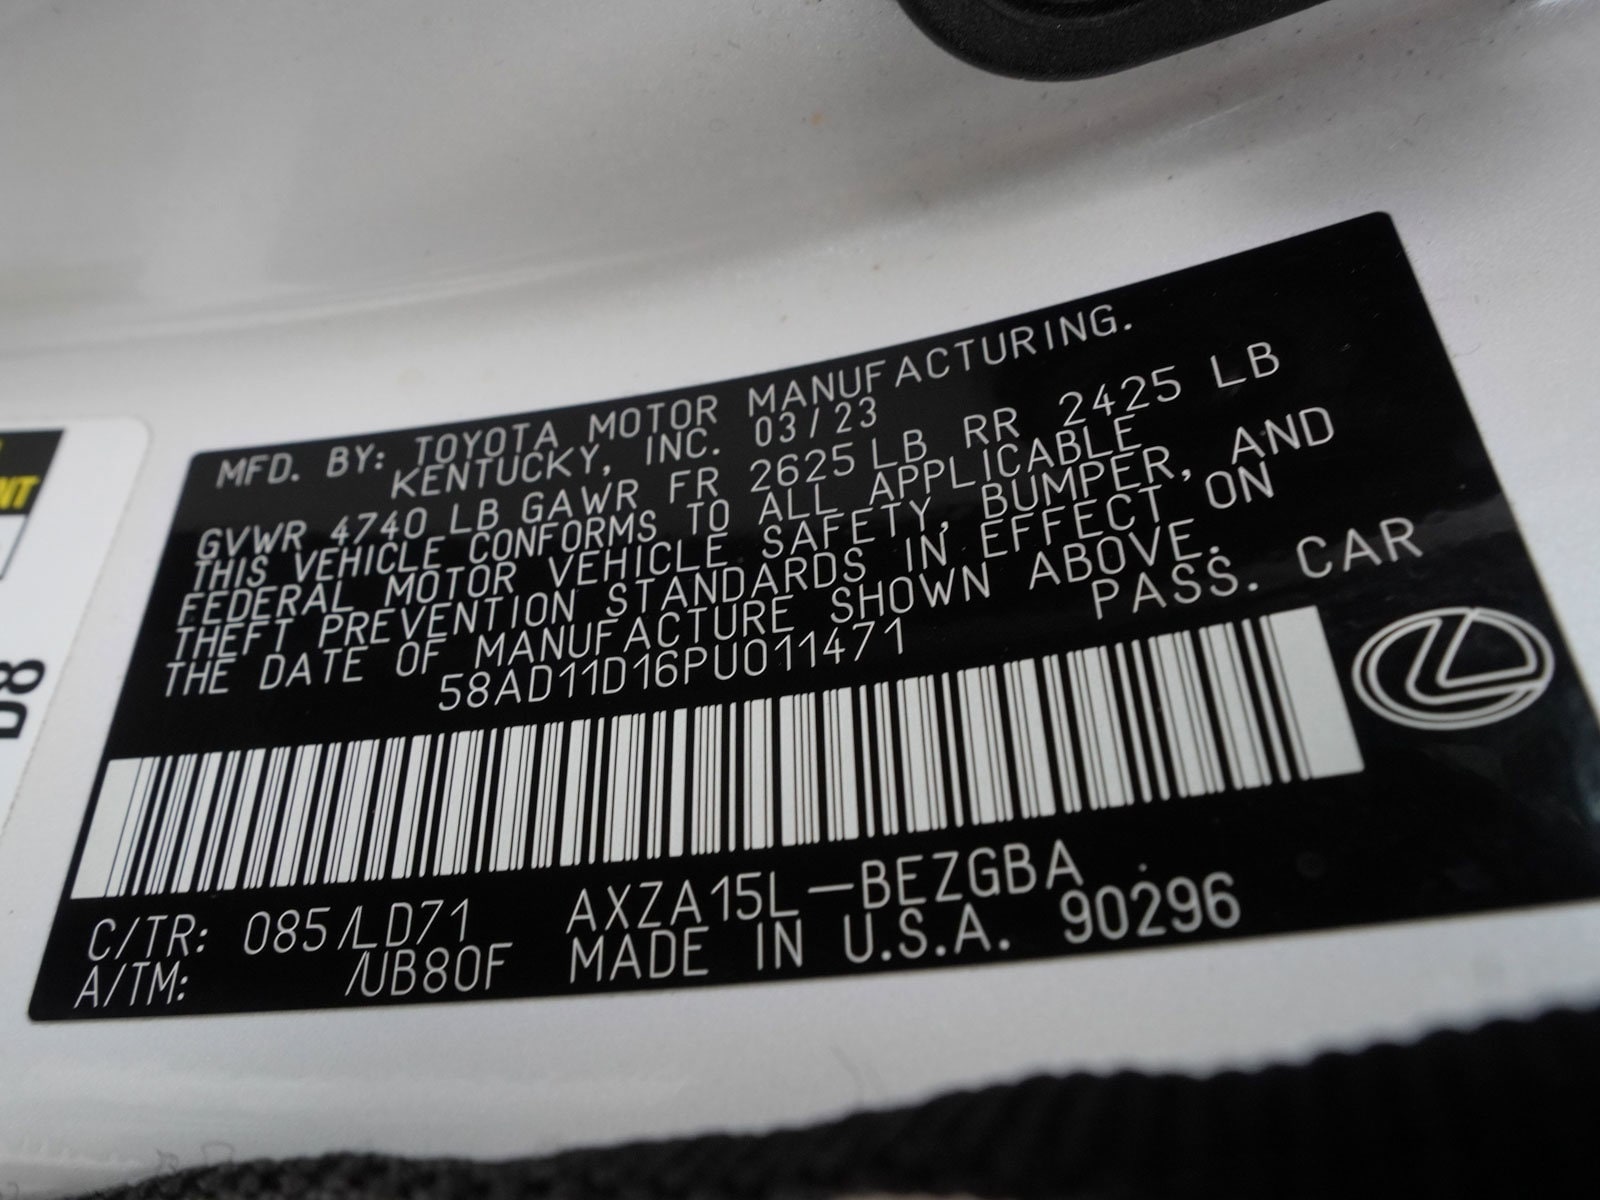 MFD. BY: TOYOTA MOTOR MANUFACTURING.
KENTUCKY, INC. 03/23
GVWR 4740 LB GAWR FR 2625 LB RR 2425 LB
THIS VEHICLE CONFORMS TO ALL APPLICABLE
FEDERAL MOTOR VEHICLE SAFETY, BUMPER, AND
THEFT PREVENTION STANDARDS IN EFFECT ON
THE DATE OF MANUFACTURE SHOWN ABOVE.
58AD11D16PU011471 PASS. CAR
C/TR: 085/LD71 AXZA15L-BEZGBA
A/TM: /UB80F MADE IN U.S.A. 90296